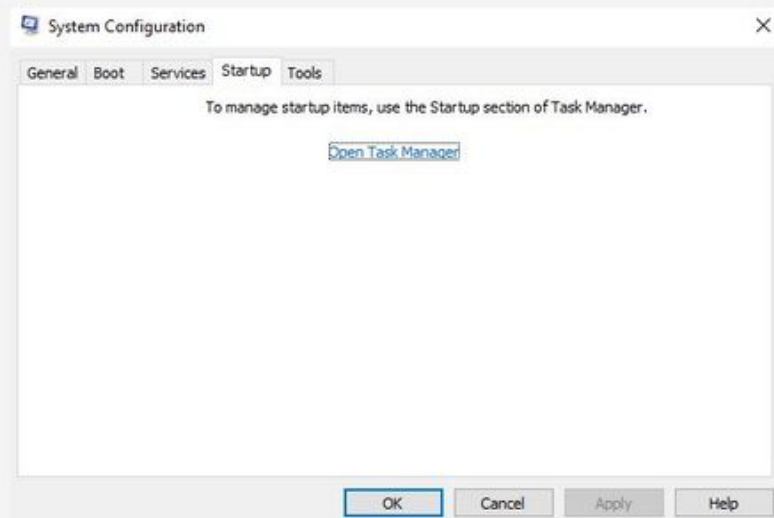 System Configuration
General Boot Services Startup Tools
To manage startup items, use the Startup section of Task Manager.
Open Task Manager
OK Cancel Apply Help